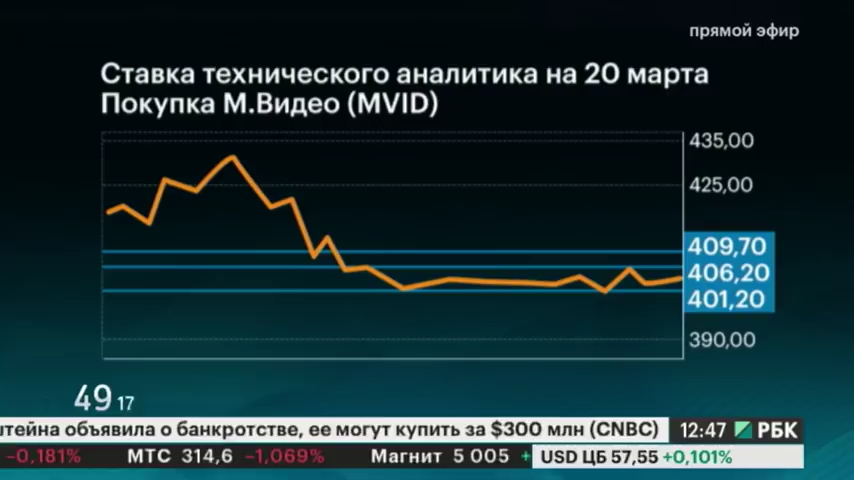 прямой эфир
Ставка технического аналитика на 20 марта
Покупка М.Видео (MVID)
435,00
425,00
409,70
406,20
401,20
390,00
49 17
штейна объявила о банкротстве, ее могут купить за $300 млн (CNBC) 12:47 РБК
-0,181% МТС 314,6 -1,069% Магнит 5 005 + USD ЦБ 57,55 +0,101%